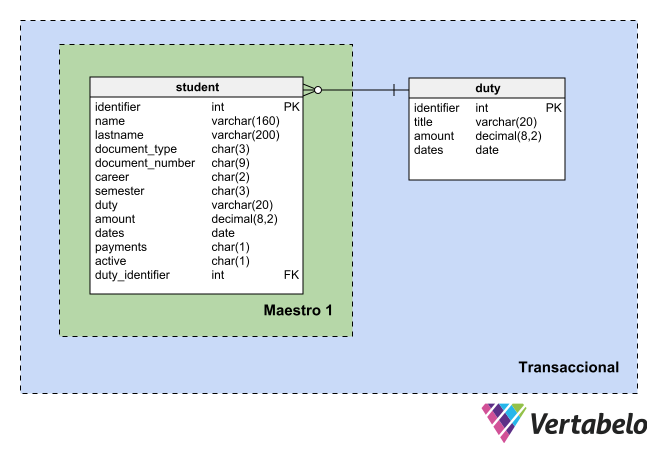 student
identifier int PK
name varchar(160)
lastname varchar(200)
document_type char(3)
document_number char(9)
career char(2)
semester char(3)
duty varchar(20)
amount decimal(8,2)
dates date
payments char(1)
active char(1)
duty_identifier int FK
Maestro 1
duty
identifier int PK
title varchar(20)
amount decimal(8,2)
dates date
Transaccional
Vertabelo